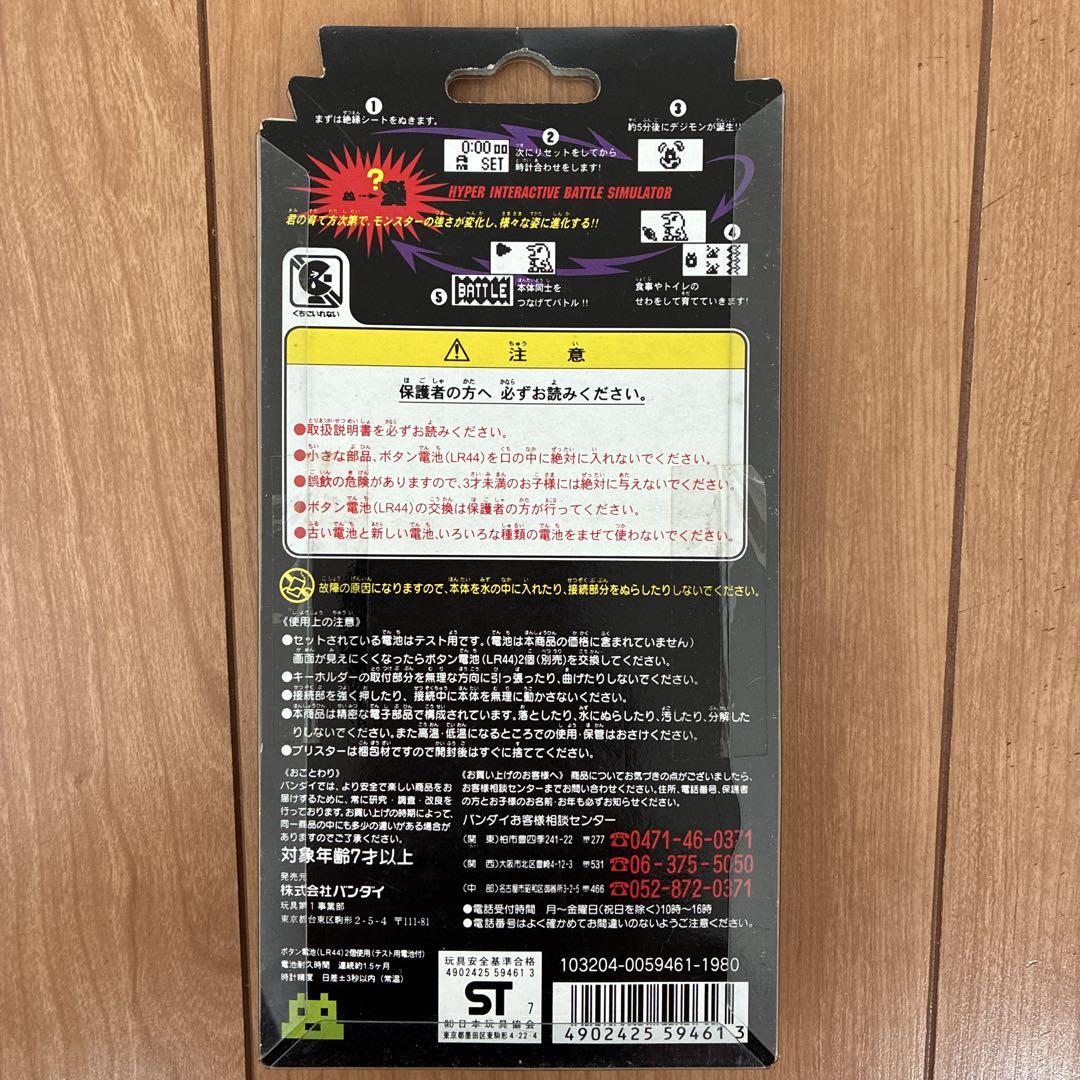 ①
まずは絶縁シートをぬきます。
②
0:00 00
AM SET
次にリセットをしてから
時計合わせをします!
③
約5分後にデジモンが誕生!!
?
HYPER INTERACTIVE BATTLE SIMULATOR
君の育て方次第で、モンスターの強さが変化し、様々な姿に進化する!!
④
食事やトイレの
せわをして育てていきます!
⑤
BATTLE
本体同士を
つなげてバトル!!
くちにいれない
⚠ 注意
保護者の方へ 必ずお読みください。
●取扱説明書を必ずお読みください。
●小さな部品、ボタン電池(LR44)を口の中に絶対に入れないでください。
●誤飲の危険がありますので、3才未満のお子様には絶対に与えないでください。
●ボタン電池(LR44)の交換は保護者の方が行ってください。
●古い電池と新しい電池、いろいろな種類の電池をまぜて使わないでください。
故障の原因になりますので、本体を水の中に入れたり、接続部分をぬらしたりしないでください。
《使用上の注意》
●セットされている電池はテスト用です。(電池は本商品の価格に含まれていません)
画面が見えにくくなったらボタン電池(LR44)2個(別売)を交換してください。
●キーホルダーの取付部分を無理な方向に引っ張ったり、曲げたりしないでください。
●接続部を強く押したり、接続中に本体を無理に動かさないください。
●本商品は精密な電子部品で構成されています。落としたり、水にぬらしたり、汚したり、分解した
りしないでください。また高温・低温になるところでの使用・保管はおさけください。
●ブリスターは梱包材ですので開封後はすぐに捨ててください。
《おことわり》
バンダイでは、より安全で楽しい商品をお
届けするために、常に研究・調査・改良を
行っております。お買い上げの時期によって、
同一商品の中にも多少の違いがある場合が
ありますのでご了承ください。
対象年齢7才以上
発売元
株式会社バンダイ
玩具第1事業部
東京都台東区駒形2-5-4 〒111-81
《お買い上げのお客様へ》 商品についてお気づきの点がございましたら、
お客様相談センターまでお問い合わせください。住所、電話番号、保護者
の方とお子様のお名前・お年も必ずお知らせください。
バンダイお客様相談センター
(関 東)柏市豊四季241-22 〒277 ☎0471-46-0371
(関 西)大阪市北区豊崎4-12-3 〒531 ☎06-375-5050
(中 部)名古屋市昭和区御器所3-2-5 〒466 ☎052-872-0371
●電話受付時間 月～金曜日(祝日を除く)10時～16時
●電話番号はよく確かめてお間違いのないようご注意ください。
ボタン電池(LR44)2個使用(テスト用電池付)
電池耐久時間 連続約1.5ヶ月
時計精度 日差±3秒以内(常温)
玩具安全基準合格
4902425 59461 3
ST 7
㈳日本玩具協会
東京都墨田区東駒形4-22-4
103204-0059461-1980
4902425 594613